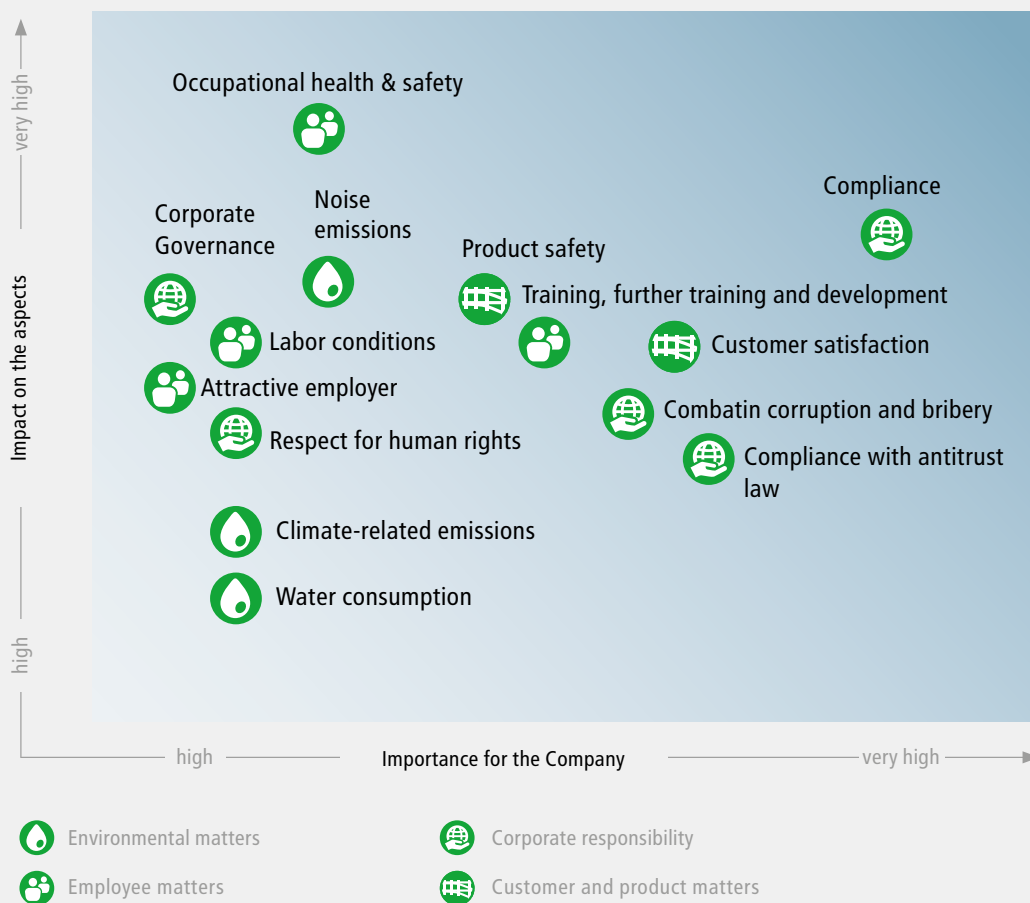 very high
Impact on the aspects
high
Occupational health & safety
Corporate
Governance
Noise
emissions
Compliance
Product safety
Training, further training and development
Labor conditions
Customer satisfaction
Attractive employer
Combatin corruption and bribery
Respect for human rights
Compliance with antitrust
law
Climate-related emissions
Water consumption
high
Importance for the Company
very high
Environmental matters
Corporate responsibility
Employee matters
Customer and product matters